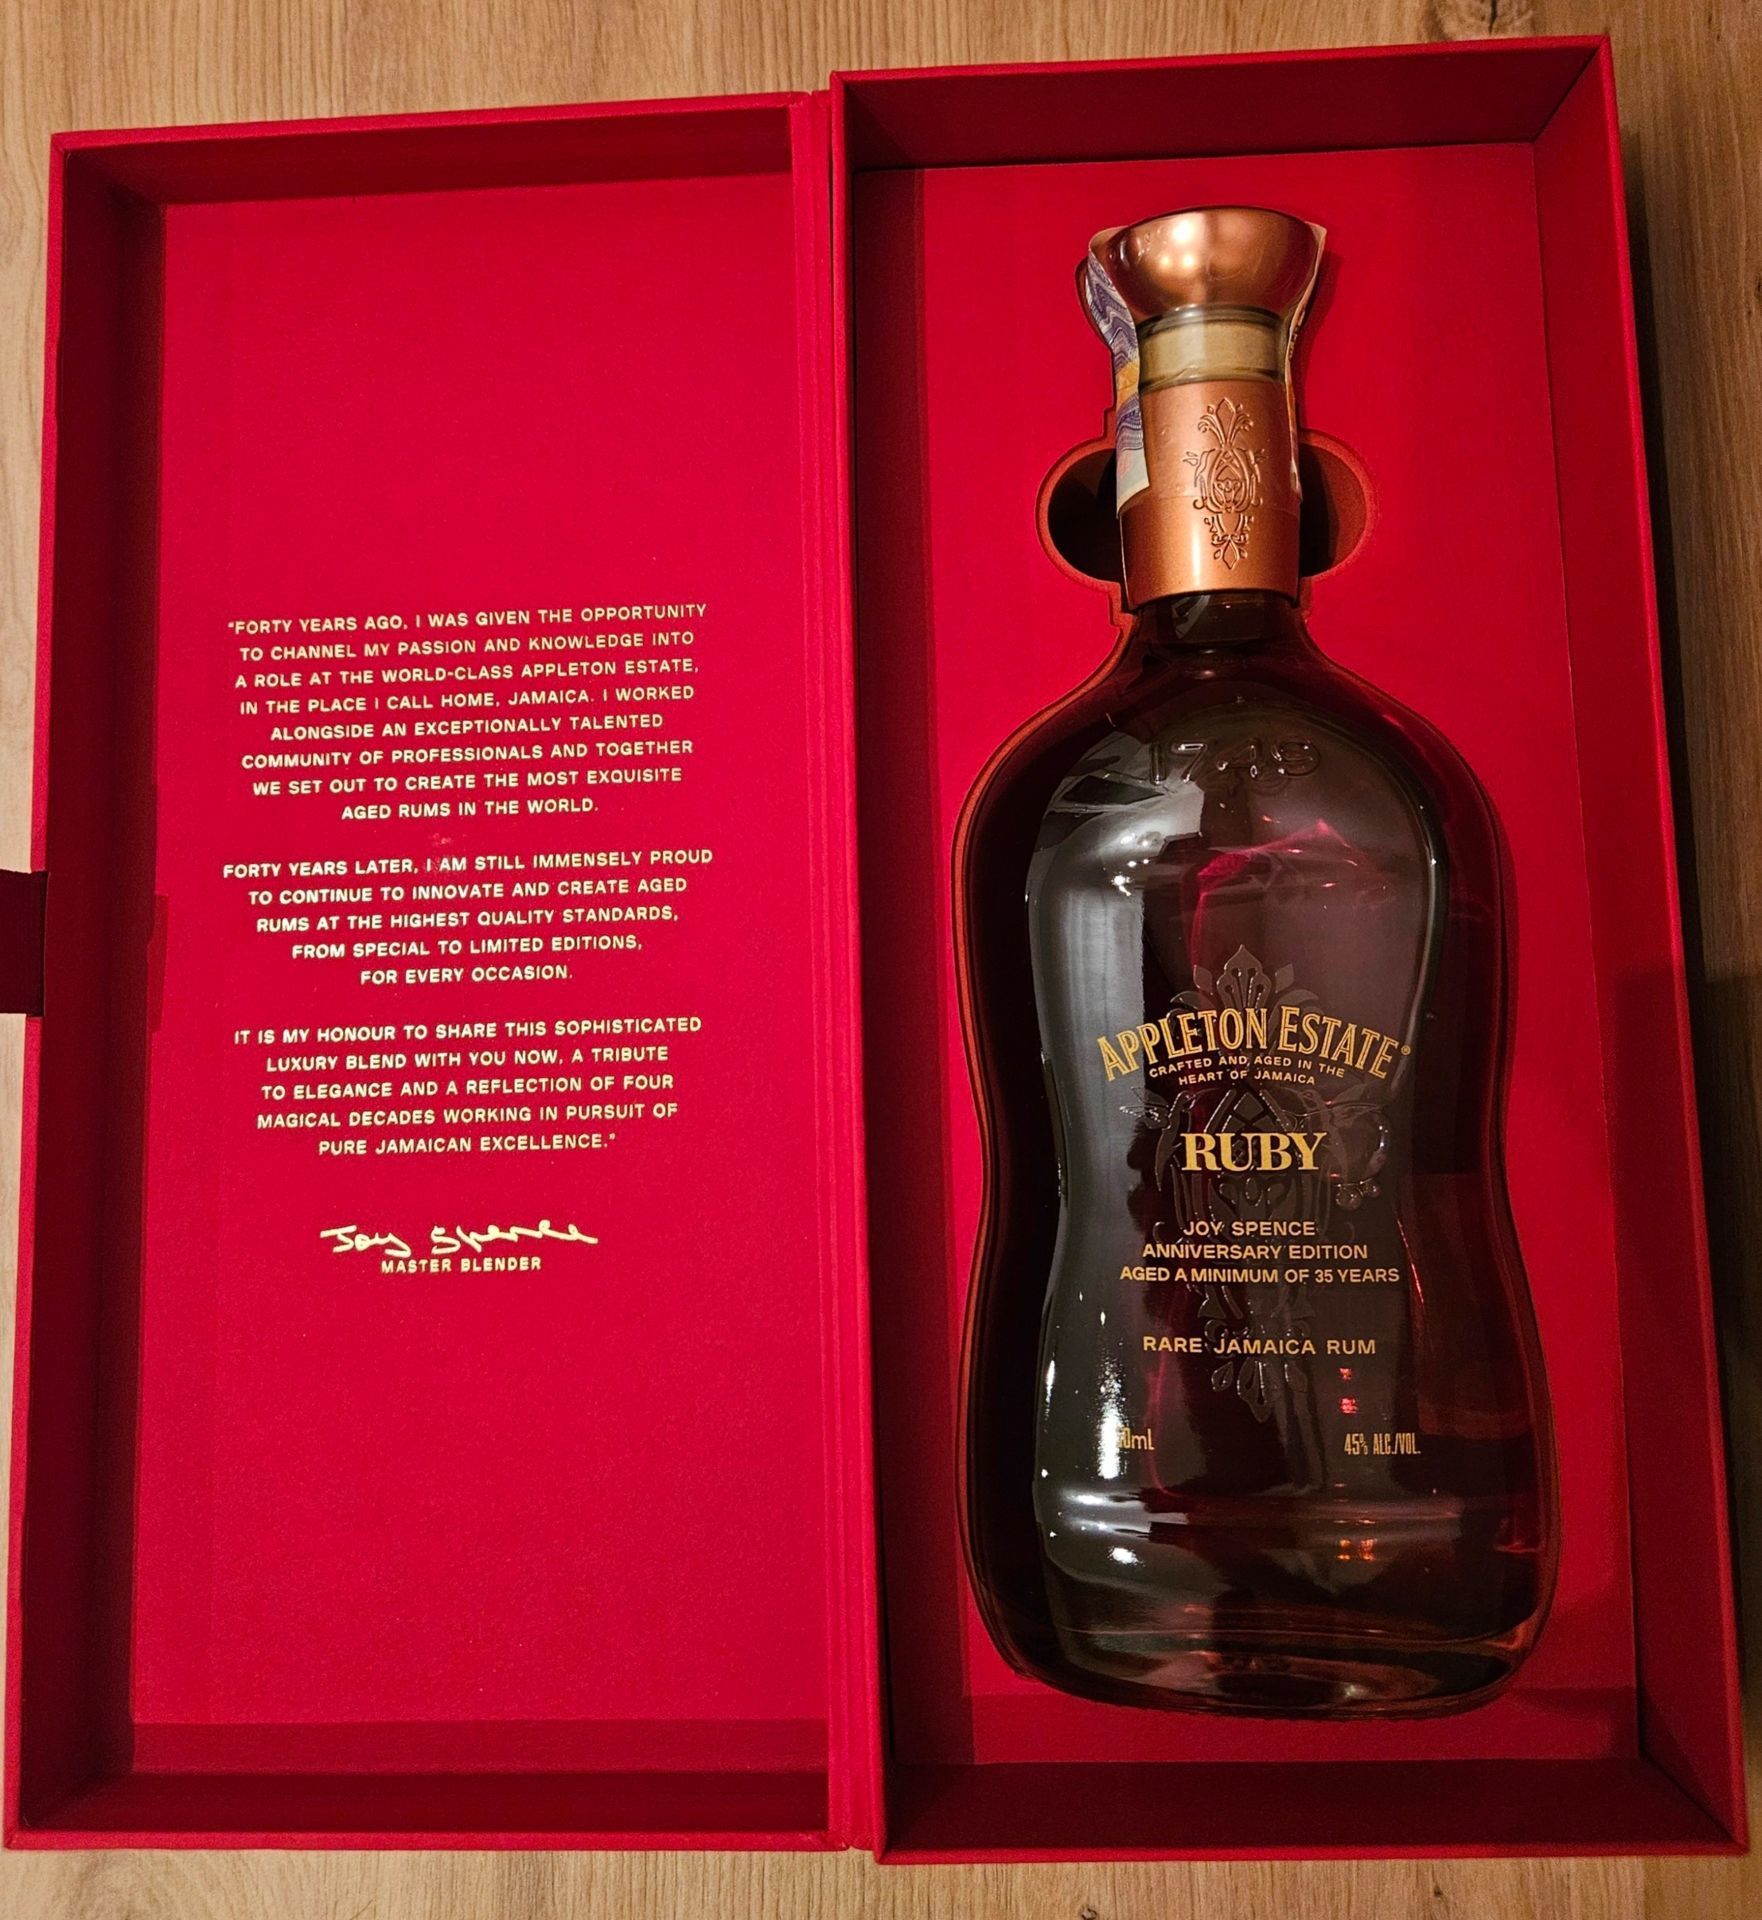 "FORTY YEARS AGO, I WAS GIVEN THE OPPORTUNITY
TO CHANNEL MY PASSION AND KNOWLEDGE INTO
A ROLE AT THE WORLD-CLASS APPLETON ESTATE,
IN THE PLACE I CALL HOME, JAMAICA. I WORKED
ALONGSIDE AN EXCEPTIONALLY TALENTED
COMMUNITY OF PROFESSIONALS AND TOGETHER
WE SET OUT TO CREATE THE MOST EXQUISITE
AGED RUMS IN THE WORLD.
FORTY YEARS LATER, I AM STILL IMMENSELY PROUD
TO CONTINUE TO INNOVATE AND CREATE AGED
RUMS AT THE HIGHEST QUALITY STANDARDS,
FROM SPECIAL TO LIMITED EDITIONS,
FOR EVERY OCCASION.
IT IS MY HONOUR TO SHARE THIS SOPHISTICATED
LUXURY BLEND WITH YOU NOW, A TRIBUTE
TO ELEGANCE AND A REFLECTION OF FOUR
MAGICAL DECADES WORKING IN PURSUIT OF
PURE JAMAICAN EXCELLENCE."
Joy Spence
MASTER BLENDER
1749
APPLETON ESTATE®
CRAFTED AND AGED IN THE
HEART OF JAMAICA
RUBY
JOY SPENCE
ANNIVERSARY EDITION
AGED A MINIMUM OF 35 YEARS
RARE JAMAICA RUM
45% ALC./VOL.